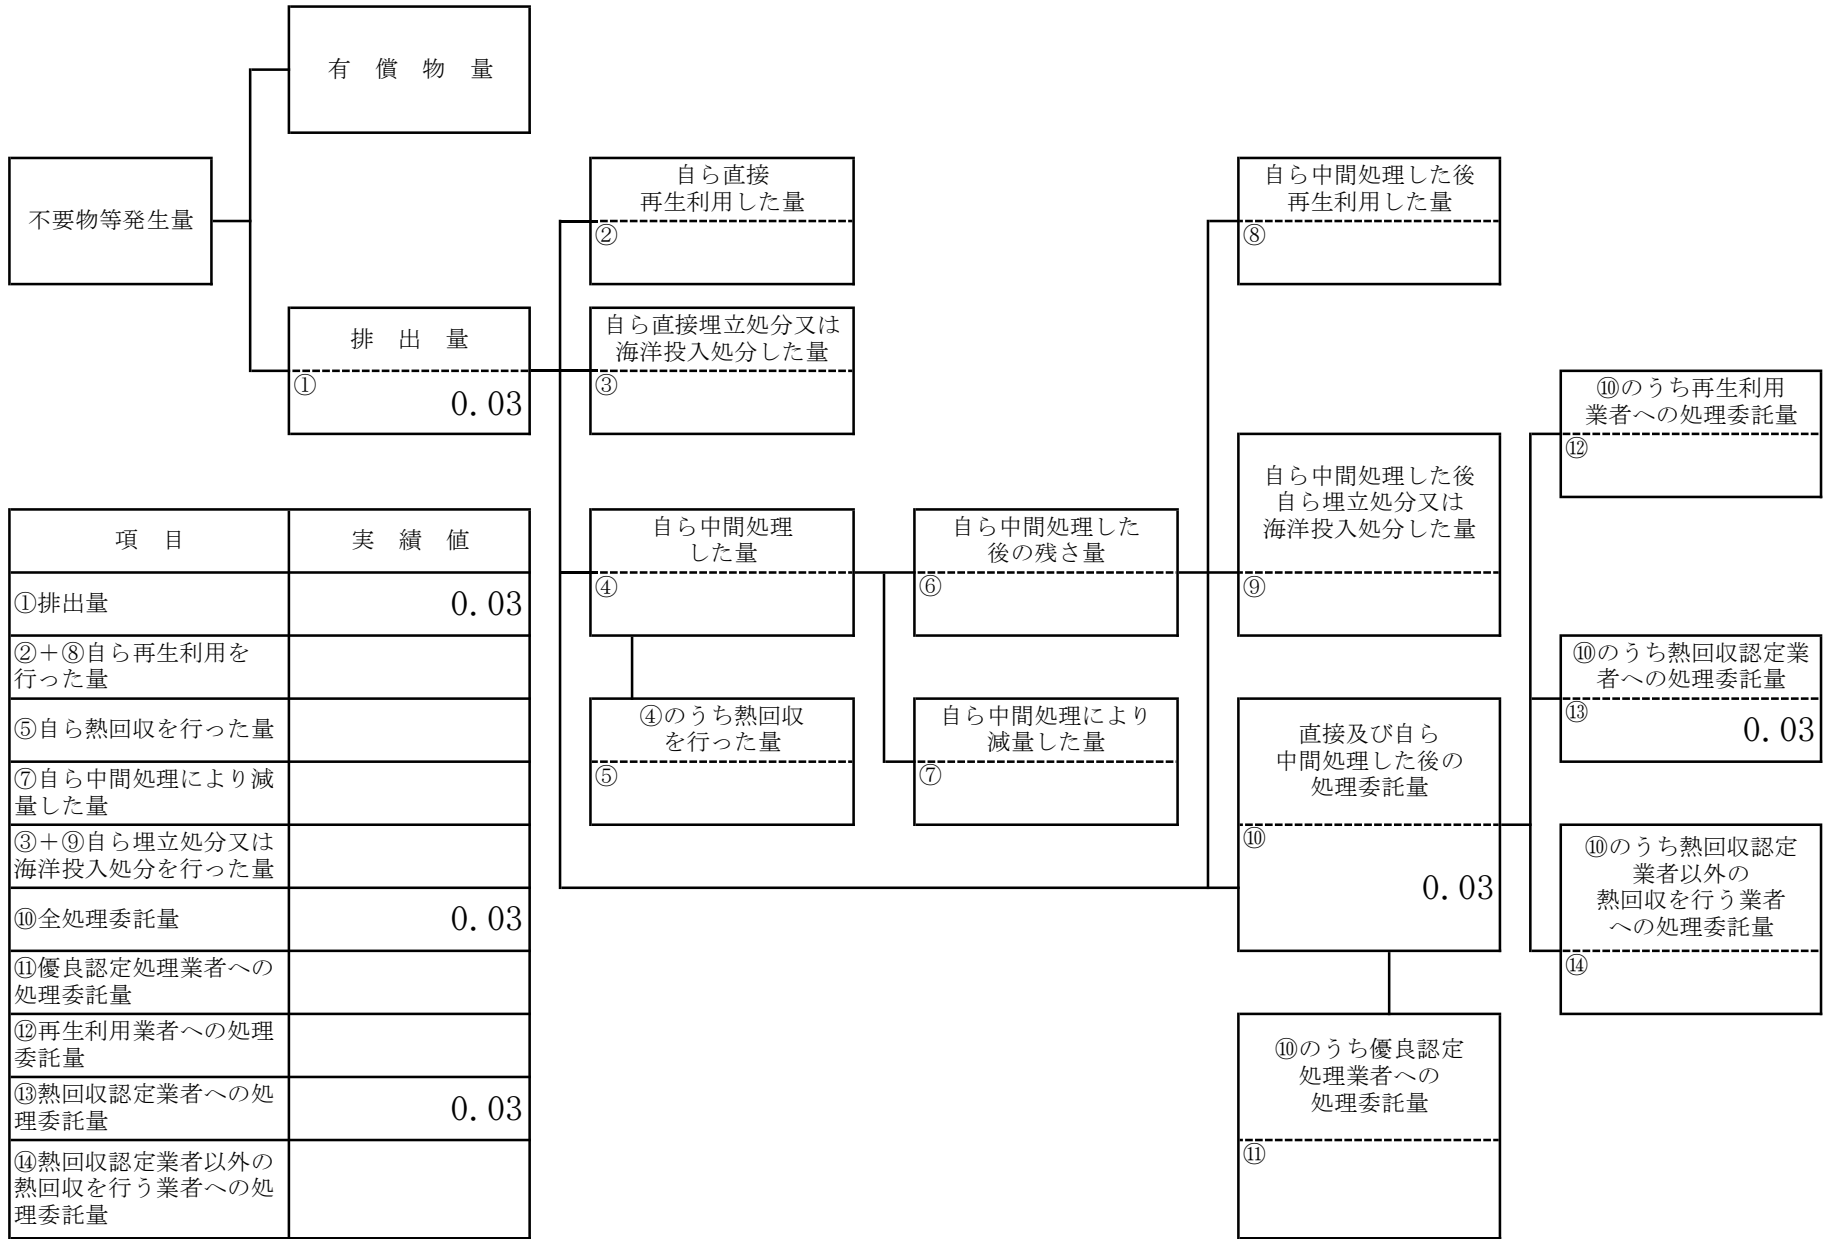 有　償　物　量
不要物等発生量
排　出　量
①
0.03
自ら直接
再生利用した量
②
自ら直接埋立処分又は
海洋投入処分した量
③
自ら中間処理
した量
④
④のうち熱回収
を行った量
⑤
自ら中間処理した
後の残さ量
⑥
自ら中間処理により
減量した量
⑦
自ら中間処理した後
再生利用した量
⑧
自ら中間処理した後
自ら埋立処分又は
海洋投入処分した量
⑨
直接及び自ら
中間処理した後の
処理委託量
⑩
0.03
⑩のうち優良認定
処理業者への
処理委託量
⑪
⑩のうち再生利用
業者への処理委託量
⑫
⑩のうち熱回収認定業
者への処理委託量
⑬
0.03
⑩のうち熱回収認定
業者以外の
熱回収を行う業者
への処理委託量
⑭
項　目　実　績　値
①排出量　0.03
②＋⑧自ら再生利用を
行った量
⑤自ら熱回収を行った量
⑦自ら中間処理により減
量した量
③＋⑨自ら埋立処分又は
海洋投入処分を行った量
⑩全処理委託量　0.03
⑪優良認定処理業者への
処理委託量
⑫再生利用業者への処理
委託量
⑬熱回収認定業者への処
理委託量　0.03
⑭熱回収認定業者以外の
熱回収を行う業者への処
理委託量